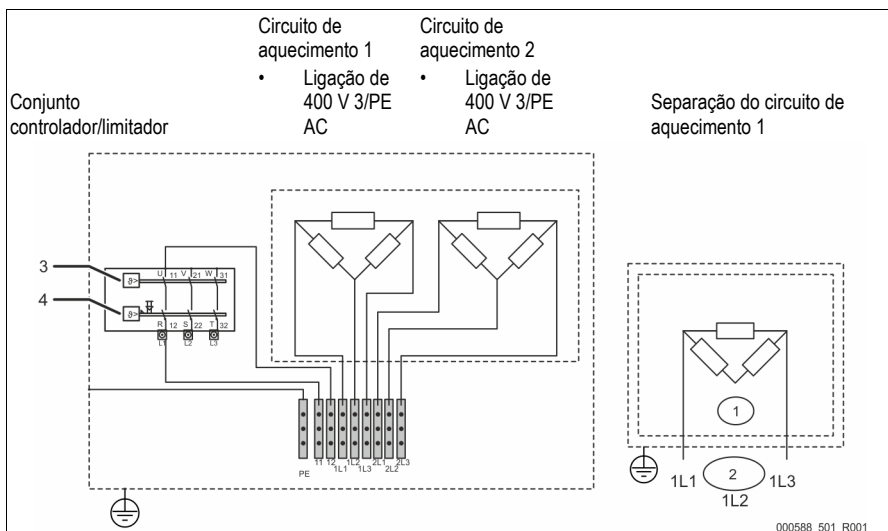 Circuito de
aquecimento 1
• Ligação de
400 V 3/PE
AC
Circuito de
aquecimento 2
• Ligação de
400 V 3/PE
AC
Conjunto
controlador/limitador
Separação do circuito de
aquecimento 1
3
4
U 11 V 21 W 31
ϑ>
ϑ>
R 12 S 22 T 32
L1 L2 L3
PE 11 12 1L1 1L2 1L3 2L1 2L2 2L3
1
1L1 2 1L3
1L2
000588_501_R001